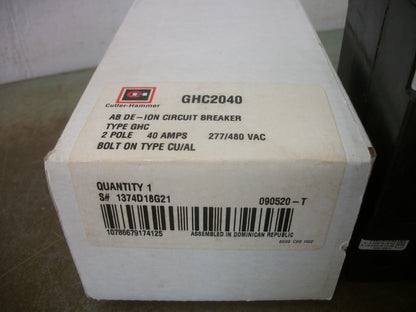 Cutler-Hammer
GHC2040
AB DE-ION CIRCUIT BREAKER
TYPE GHC
2 POLE 40 AMPS 277/480 VAC
BOLT ON TYPE CU/AL
QUANTITY 1
S# 1374D18G21
090520-T
10786679174125
ASSEMBLED IN DOMINICAN REPUBLIC